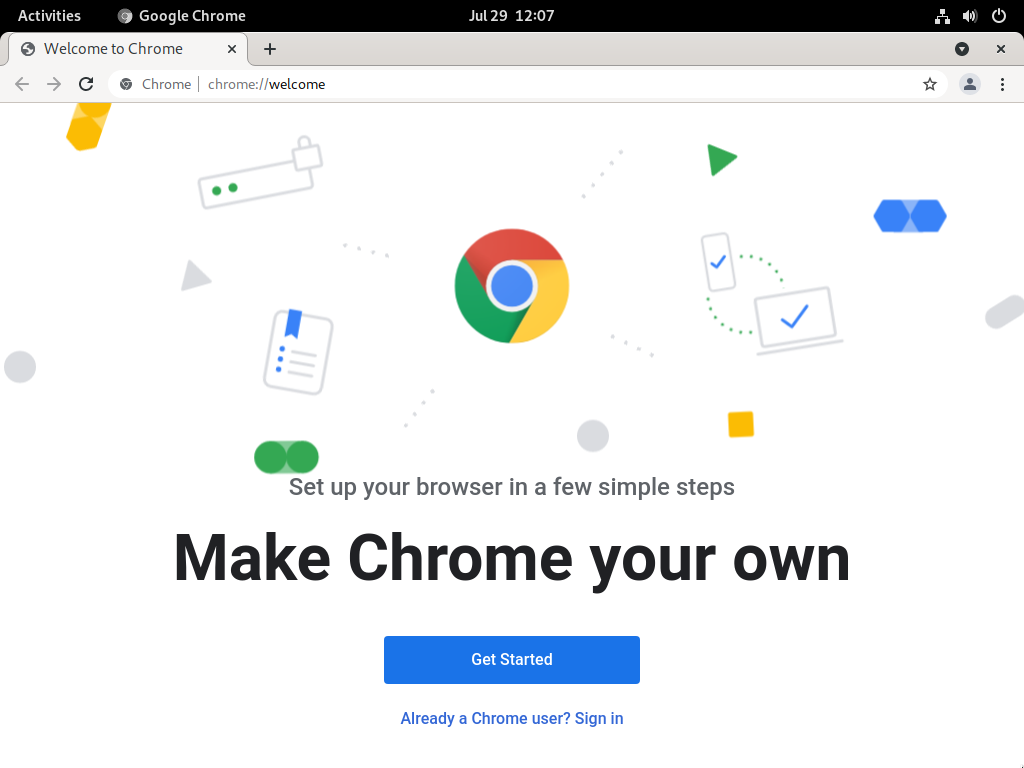 Activities Google Chrome Jul 29 12:07
Welcome to Chrome
Chrome chrome://welcome
Set up your browser in a few simple steps
Make Chrome your own
Get Started
Already a Chrome user? Sign in